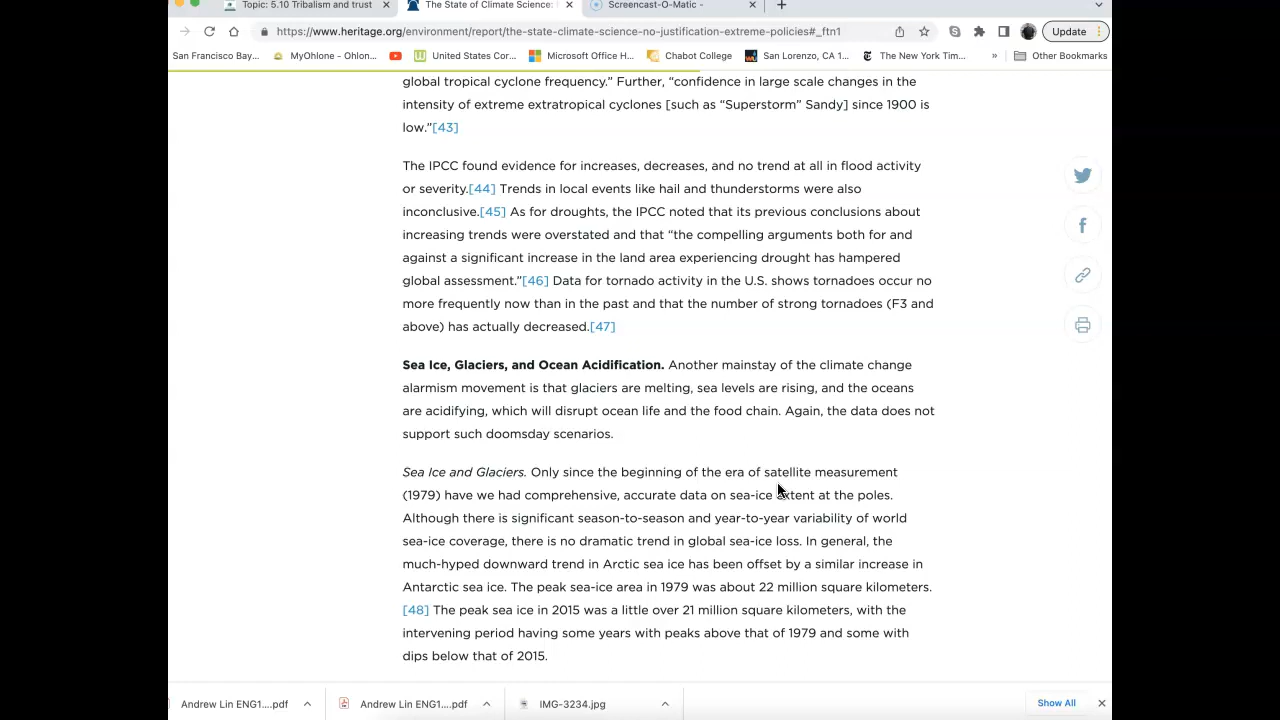 Topic: 5.10 Tribalism and trust
The State of Climate Science:
Screencast-O-Matic -
https://www.heritage.org/environment/report/the-state-climate-science-no-justification-extreme-policies#_ftn1
Update
San Francisco Bay...
MyOhlone - Ohlon...
United States Cor...
Microsoft Office H...
Chabot College
San Lorenzo, CA 1...
The New York Tim...
»
Other Bookmarks
global tropical cyclone frequency.” Further, “confidence in large scale changes in the
intensity of extreme extratropical cyclones [such as “Superstorm” Sandy] since 1900 is
low.”[43]
The IPCC found evidence for increases, decreases, and no trend at all in flood activity
or severity.[44] Trends in local events like hail and thunderstorms were also
inconclusive.[45] As for droughts, the IPCC noted that its previous conclusions about
increasing trends were overstated and that “the compelling arguments both for and
against a significant increase in the land area experiencing drought has hampered
global assessment.”[46] Data for tornado activity in the U.S. shows tornadoes occur no
more frequently now than in the past and that the number of strong tornadoes (F3 and
above) has actually decreased.[47]
Sea Ice, Glaciers, and Ocean Acidification. Another mainstay of the climate change
alarmism movement is that glaciers are melting, sea levels are rising, and the oceans
are acidifying, which will disrupt ocean life and the food chain. Again, the data does not
support such doomsday scenarios.
Sea Ice and Glaciers. Only since the beginning of the era of satellite measurement
(1979) have we had comprehensive, accurate data on sea-ice extent at the poles.
Although there is significant season-to-season and year-to-year variability of world
sea-ice coverage, there is no dramatic trend in global sea-ice loss. In general, the
much-hyped downward trend in Arctic sea ice has been offset by a similar increase in
Antarctic sea ice. The peak sea-ice area in 1979 was about 22 million square kilometers.
[48] The peak sea ice in 2015 was a little over 21 million square kilometers, with the
intervening period having some years with peaks above that of 1979 and some with
dips below that of 2015.
Andrew Lin ENG1....pdf
Andrew Lin ENG1....pdf
IMG-3234.jpg
Show All